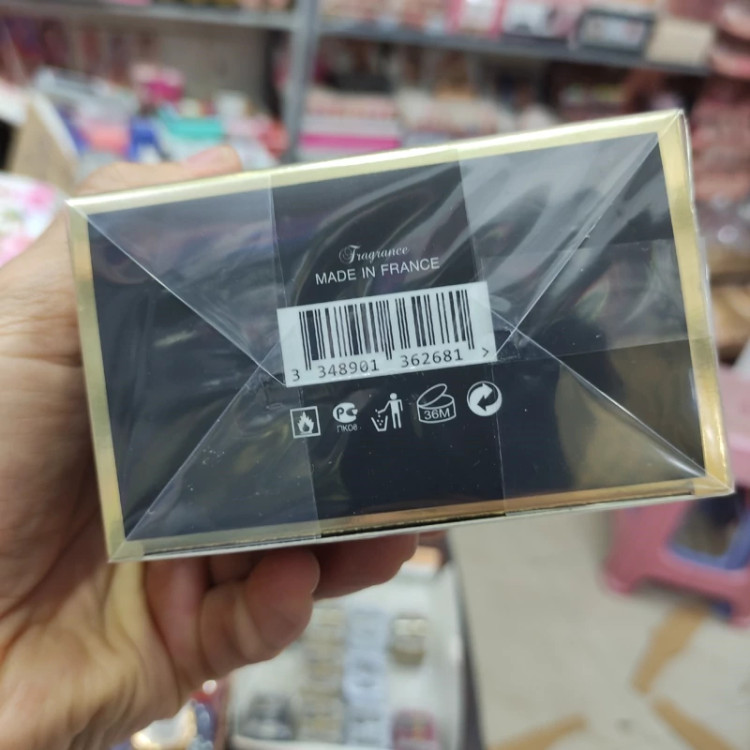 Fragrance
MADE IN FRANCE
3 348901 362681 >
36M